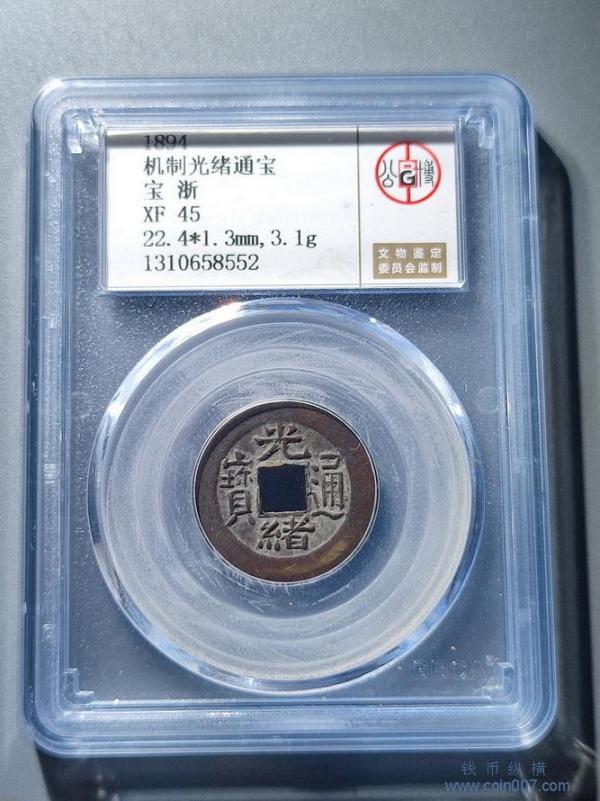 1894
机制光绪通宝
宝 浙
XF 45
22.4*1.3mm,3.1g
1310658552
公G博
文物鉴定
委员会监制
光緒通寶
钱币纵横
www.coin007.com